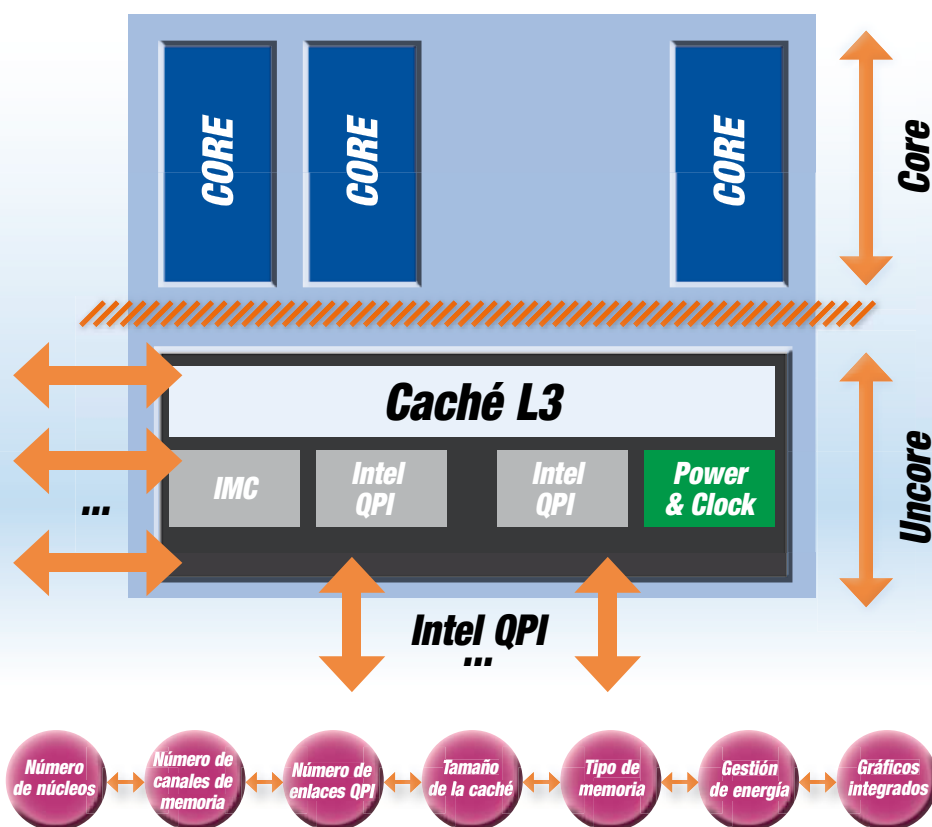 CORE
CORE
CORE
Core
Caché L3
IMC
Intel
QPI
Intel
QPI
Power
& Clock
Uncore
...
Intel QPI
...
Número
de núcleos
Número de
canales de
memoria
Número de
enlaces QPI
Tamaño
de la caché
Tipo de
memoria
Gestión
de energía
Gráficos
integrados